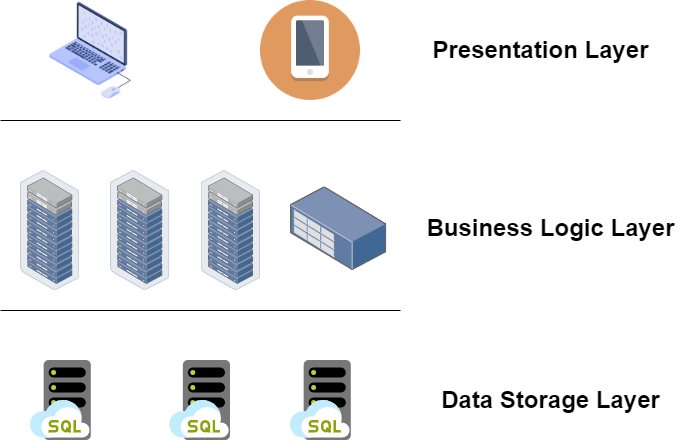 Presentation Layer
Business Logic Layer
Data Storage Layer
SQL
SQL
SQL